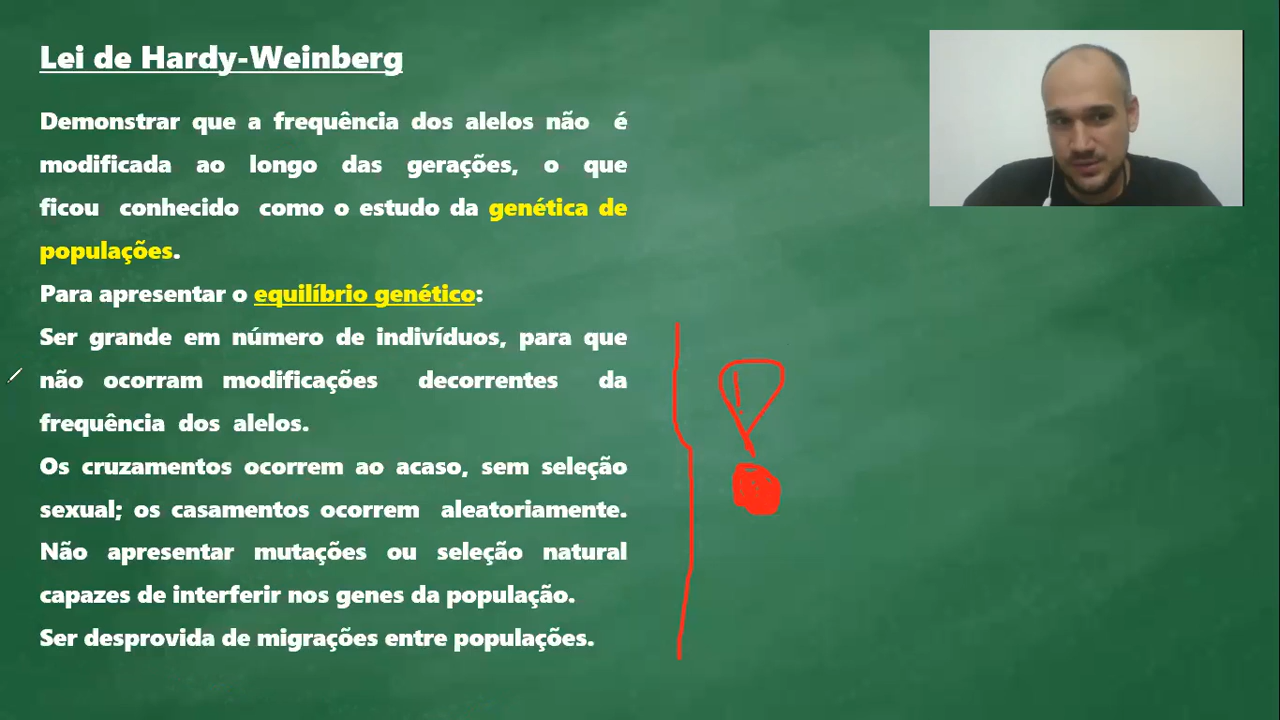 Lei de Hardy-Weinberg
Demonstrar que a frequência dos alelos não é
modificada ao longo das gerações, o que
ficou conhecido como o estudo da genética de
populações.
Para apresentar o equilíbrio genético:
Ser grande em número de indivíduos, para que
não ocorram modificações decorrentes da
frequência dos alelos.
Os cruzamentos ocorrem ao acaso, sem seleção
sexual; os casamentos ocorrem aleatoriamente.
Não apresentar mutações ou seleção natural
capazes de interferir nos genes da população.
Ser desprovida de migrações entre populações.